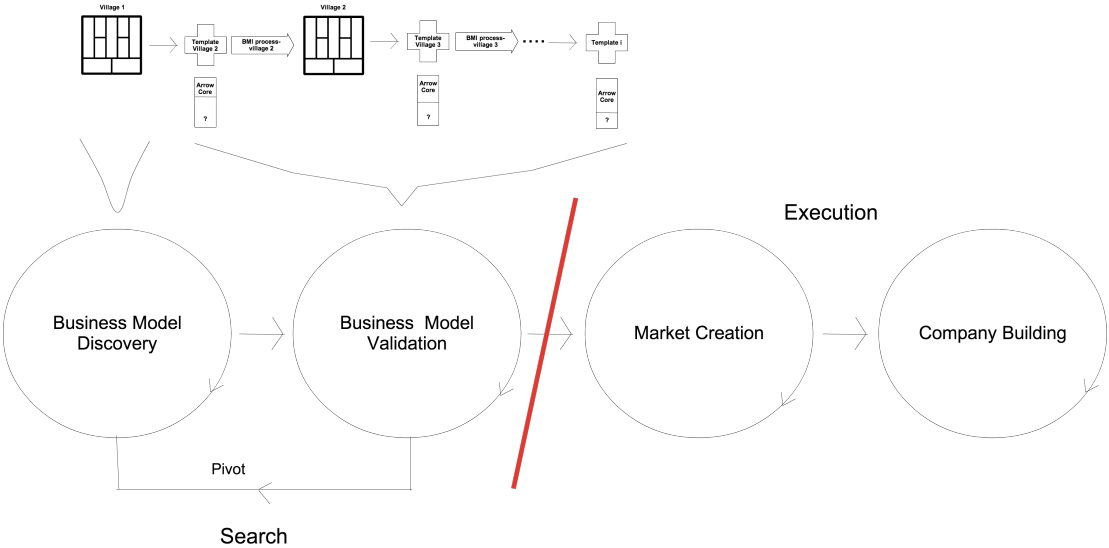 Village 1
Village 2
Template
Village 2
BMI process-
village 2
Template
Village 3
BMI process-
village 3
Template i
Arrow
Core
?
Arrow
Core
?
Arrow
Core
?
Execution
Business Model
Discovery
Business Model
Validation
Market Creation
Company Building
Pivot
Search